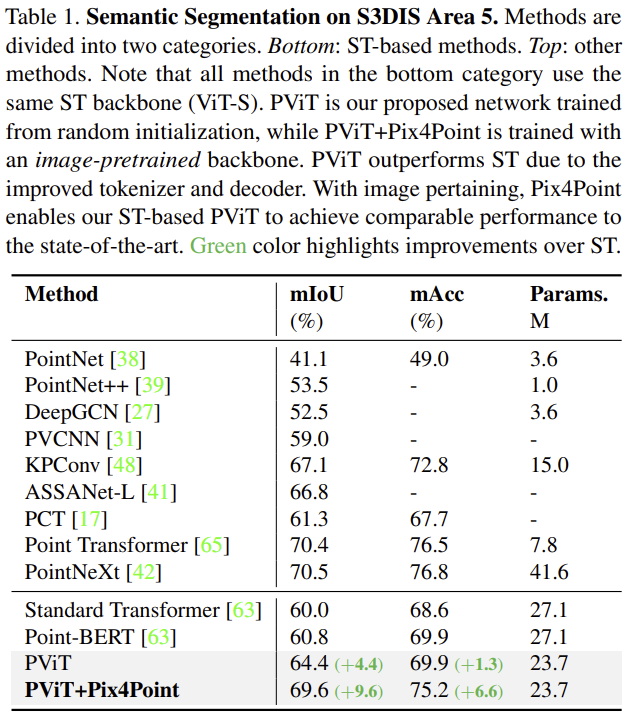 Table 1. Semantic Segmentation on S3DIS Area 5. Methods are
divided into two categories. Bottom: ST-based methods. Top: other
methods. Note that all methods in the bottom category use the
same ST backbone (ViT-S). PViT is our proposed network trained
from random initialization, while PViT+Pix4Point is trained with
an image-pretrained backbone. PViT outperforms ST due to the
improved tokenizer and decoder. With image pertaining, Pix4Point
enables our ST-based PViT to achieve comparable performance to
the state-of-the-art. Green color highlights improvements over ST.
Method mIoU mAcc Params.
(%) (%) M
PointNet [38] 41.1 49.0 3.6
PointNet++ [39] 53.5 - 1.0
DeepGCN [27] 52.5 - 3.6
PVCNN [31] 59.0 - -
KPConv [48] 67.1 72.8 15.0
ASSANet-L [41] 66.8 - -
PCT [17] 61.3 67.7 -
Point Transformer [65] 70.4 76.5 7.8
PointNeXt [42] 70.5 76.8 41.6
Standard Transformer [63] 60.0 68.6 27.1
Point-BERT [63] 60.8 69.9 27.1
PViT 64.4 (+4.4) 69.9 (+1.3) 23.7
PViT+Pix4Point 69.6 (+9.6) 75.2 (+6.6) 23.7